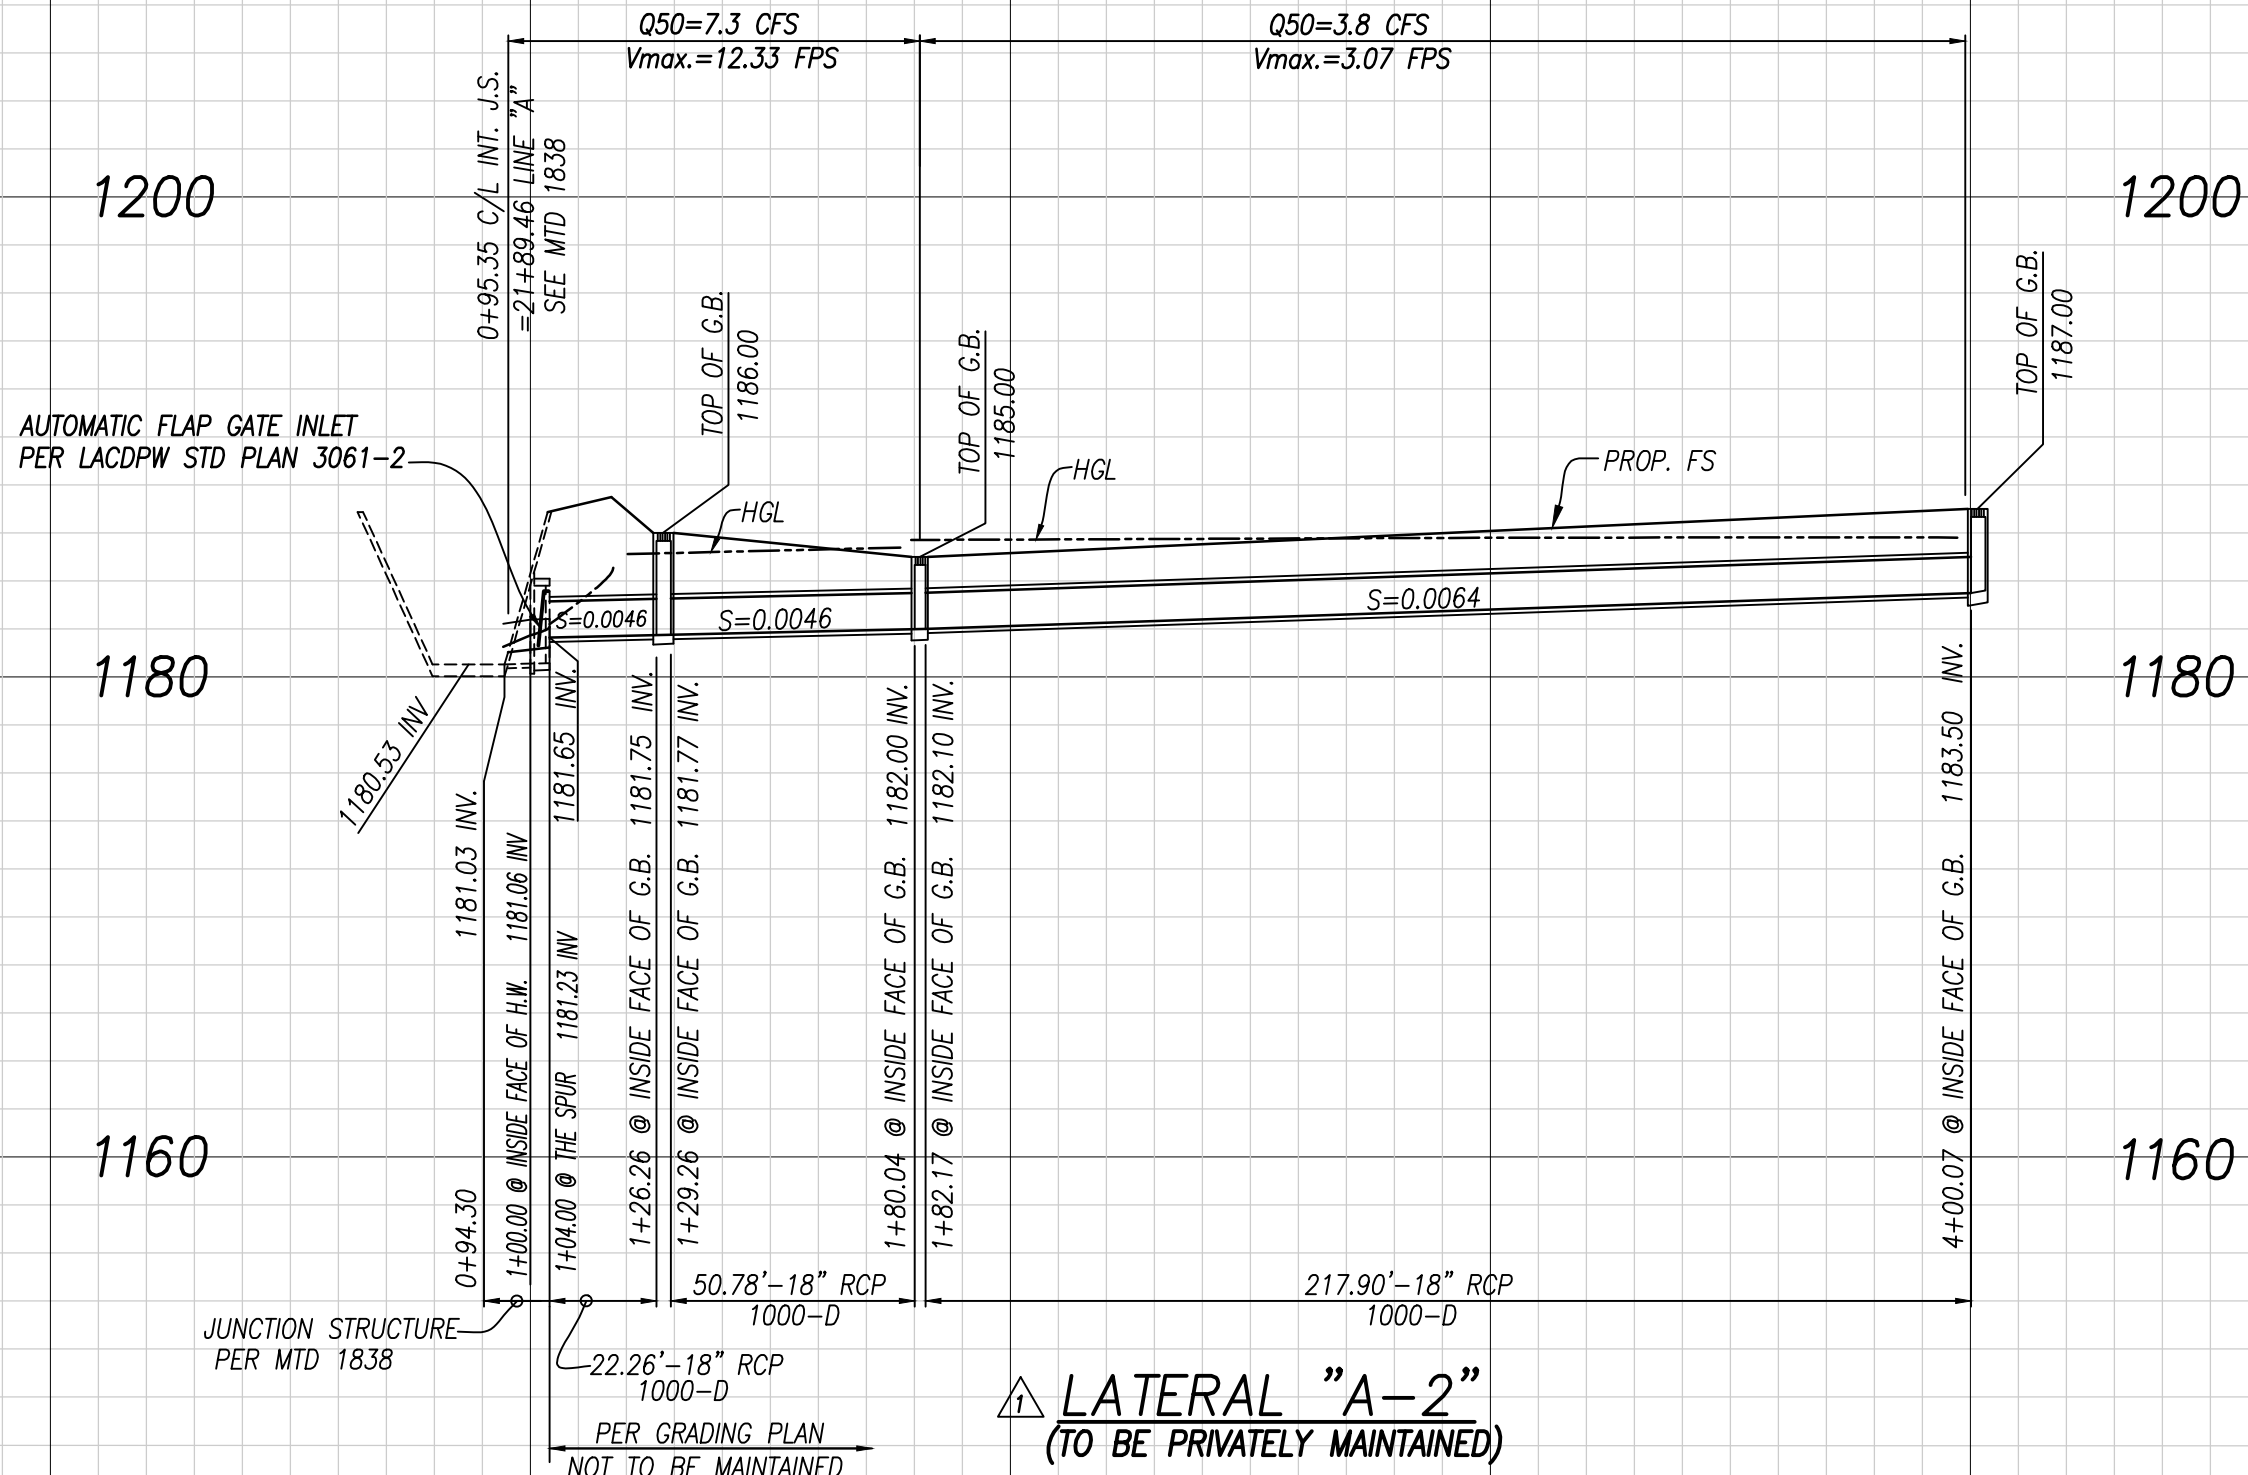 Q50=7.3 CFS
Vmax.=12.33 FPS
Q50=3.8 CFS
Vmax.=3.07 FPS
0+95.35 C/L INT. J.S.
=21+89.46 LINE "A"
SEE MTD 1838
1200
1200
TOP OF G.B.
1186.00
TOP OF G.B.
1185.00
TOP OF G.B.
1187.00
AUTOMATIC FLAP GATE INLET
PER LACDPW STD PLAN 3061-2
HGL
HGL
PROP. FS
S=0.0046
S=0.0046
S=0.0064
1180
1180
1180.53 INV
0+94.30 1181.03 INV.
1+00.00 @ INSIDE FACE OF H.W. 1181.06 INV
1181.65 INV.
1+04.00 @ THE SPUR 1181.23 INV
1+26.26 @ INSIDE FACE OF G.B. 1181.75 INV.
1+29.26 @ INSIDE FACE OF G.B. 1181.77 INV.
1+80.04 @ INSIDE FACE OF G.B. 1182.00 INV.
1+82.17 @ INSIDE FACE OF G.B. 1182.10 INV.
4+00.07 @ INSIDE FACE OF G.B. 1183.50 INV.
1160
1160
50.78'-18" RCP
1000-D
217.90'-18" RCP
1000-D
JUNCTION STRUCTURE
PER MTD 1838
22.26'-18" RCP
1000-D
PER GRADING PLAN
NOT TO BE MAINTAINED
1
LATERAL "A-2"
(TO BE PRIVATELY MAINTAINED)